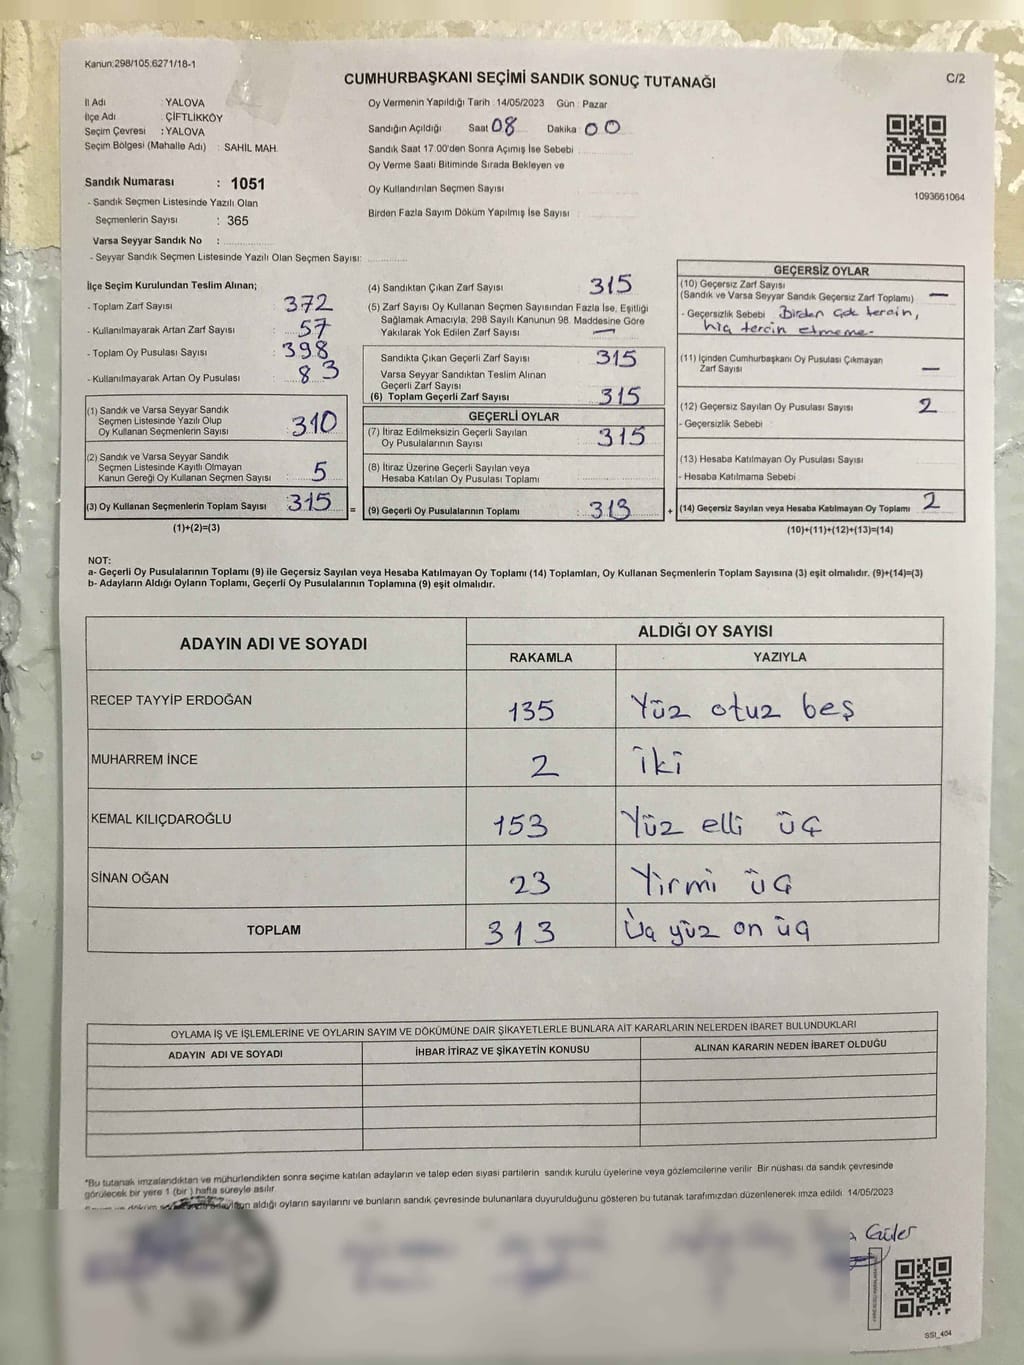 Kanun:298/105.6271/18-1
CUMHURBAŞKANI SEÇİMİ SANDIK SONUÇ TUTANAĞI
C/2
İl Adı : YALOVA
İlçe Adı : ÇİFTLİKKÖY
Seçim Çevresi : YALOVA
Seçim Bölgesi (Mahalle Adı) : SAHİL MAH.
Sandık Numarası : 1051
- Sandık Seçmen Listesinde Yazılı Olan
Seçmenlerin Sayısı : 365
Varsa Seyyar Sandık No :
- Seyyar Sandık Seçmen Listesinde Yazılı Olan Seçmen Sayısı:
Oy Vermenin Yapıldığı Tarih : 14/05/2023 Gün : Pazar
Sandığın Açıldığı Saat 08 Dakika 00
Sandık Saat 17.00'den Sonra Açımış İse Sebebi
Oy Verme Saati Bitiminde Sırada Bekleyen ve
Oy Kullandırılan Seçmen Sayısı
Birden Fazla Sayım Döküm Yapılmış İse Sayısı :
1093661064
İlçe Seçim Kurulundan Teslim Alınan;
- Toplam Zarf Sayısı : 372
- Kullanılmayarak Artan Zarf Sayısı : 57
- Toplam Oy Pusulası Sayısı : 398
- Kullanılmayarak Artan Oy Pusulası : 83
(1) Sandık ve Varsa Seyyar Sandık
Seçmen Listesinde Yazılı Olup
Oy Kullanan Seçmenlerin Sayısı : 310
(2) Sandık ve Varsa Seyyar Sandık
Seçmen Listesinde Kayıtlı Olmayan
Kanun Gereği Oy Kullanan Seçmen Sayısı : 5
(3) Oy Kullanan Seçmenlerin Toplam Sayısı : 315
(1)+(2)=(3)
(4) Sandıktan Çıkan Zarf Sayısı : 315
(5) Zarf Sayısı Oy Kullanan Seçmen Sayısından Fazla İse, Eşitliği
Sağlamak Amacıyla, 298 Sayılı Kanunun 98. Maddesine Göre
Yakılarak Yok Edilen Zarf Sayısı : —
Sandıkta Çıkan Geçerli Zarf Sayısı : 315
Varsa Seyyar Sandıktan Teslim Alınan
Geçerli Zarf Sayısı
(6) Toplam Geçerli Zarf Sayısı : 315
GEÇERLİ OYLAR
(7) İtiraz Edilmeksizin Geçerli Sayılan
Oy Pusulalarının Sayısı : 315
(8) İtiraz Üzerine Geçerli Sayılan veya
Hesaba Katılan Oy Pusulası Toplamı :
= (9) Geçerli Oy Pusulalarının Toplamı : 313 +
GEÇERSİZ OYLAR
(10) Geçersiz Zarf Sayısı
(Sandık ve Varsa Seyyar Sandık Geçersiz Zarf Toplamı) —
- Geçersizlik Sebebi Birden çok tercin,
hiç tercin etmeme.
(11) İçinden Cumhurbaşkanı Oy Pusulası Çıkmayan
Zarf Sayısı —
(12) Geçersiz Sayılan Oy Pusulası Sayısı 2
- Geçersizlik Sebebi
(13) Hesaba Katılmayan Oy Pusulası Sayısı
- Hesaba Katılmama Sebebi
(14) Geçersiz Sayılan veya Hesaba Katılmayan Oy Toplamı 2
(10)+(11)+(12)+(13)=(14)
NOT:
a- Geçerli Oy Pusulalarının Toplamı (9) ile Geçersiz Sayılan veya Hesaba Katılmayan Oy Toplamı (14) Toplamları, Oy Kullanan Seçmenlerin Toplam Sayısına (3) eşit olmalıdır. (9)+(14)=(3)
b- Adayların Aldığı Oyların Toplamı, Geçerli Oy Pusulalarının Toplamına (9) eşit olmalıdır.
ADAYIN ADI VE SOYADI
ALDIĞI OY SAYISI
RAKAMLA YAZIYLA
RECEP TAYYİP ERDOĞAN 135 Yüz otuz beş
MUHARREM İNCE 2 iki
KEMAL KILIÇDAROĞLU 153 Yüz elli üç
SİNAN OĞAN 23 Yirmi üç
TOPLAM 313 Üç yüz on üç
OYLAMA İŞ VE İŞLEMLERİNE VE OYLARIN SAYIM VE DÖKÜMÜNE DAİR ŞİKAYETLERLE BUNLARA AİT KARARLARIN NELERDEN İBARET BULUNDUKLARI
ADAYIN ADI VE SOYADI İHBAR İTİRAZ VE ŞİKAYETİN KONUSU ALINAN KARARIN NEDEN İBARET OLDUĞU
*Bu tutanak imzalandıktan ve mühürlendikten sonra seçime katılan adayların ve talep eden siyasi partilerin sandık kurulu üyelerine veya gözlemcilerine verilir. Bir nüshası da sandık çevresinde
görülecek bir yere 1 (bir) hafta süreyle asılır.
aldığı oyların sayılarını ve bunların sandık çevresinde bulunanlara duyurulduğunu gösteren bu tutanak tarafımızdan düzenlenerek imza edildi. 14/05/2023
Güler
SSI_404